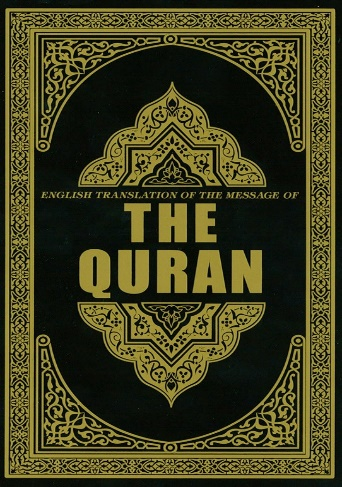 ENGLISH TRANSLATION OF THE MESSAGE OF
THE
QURAN